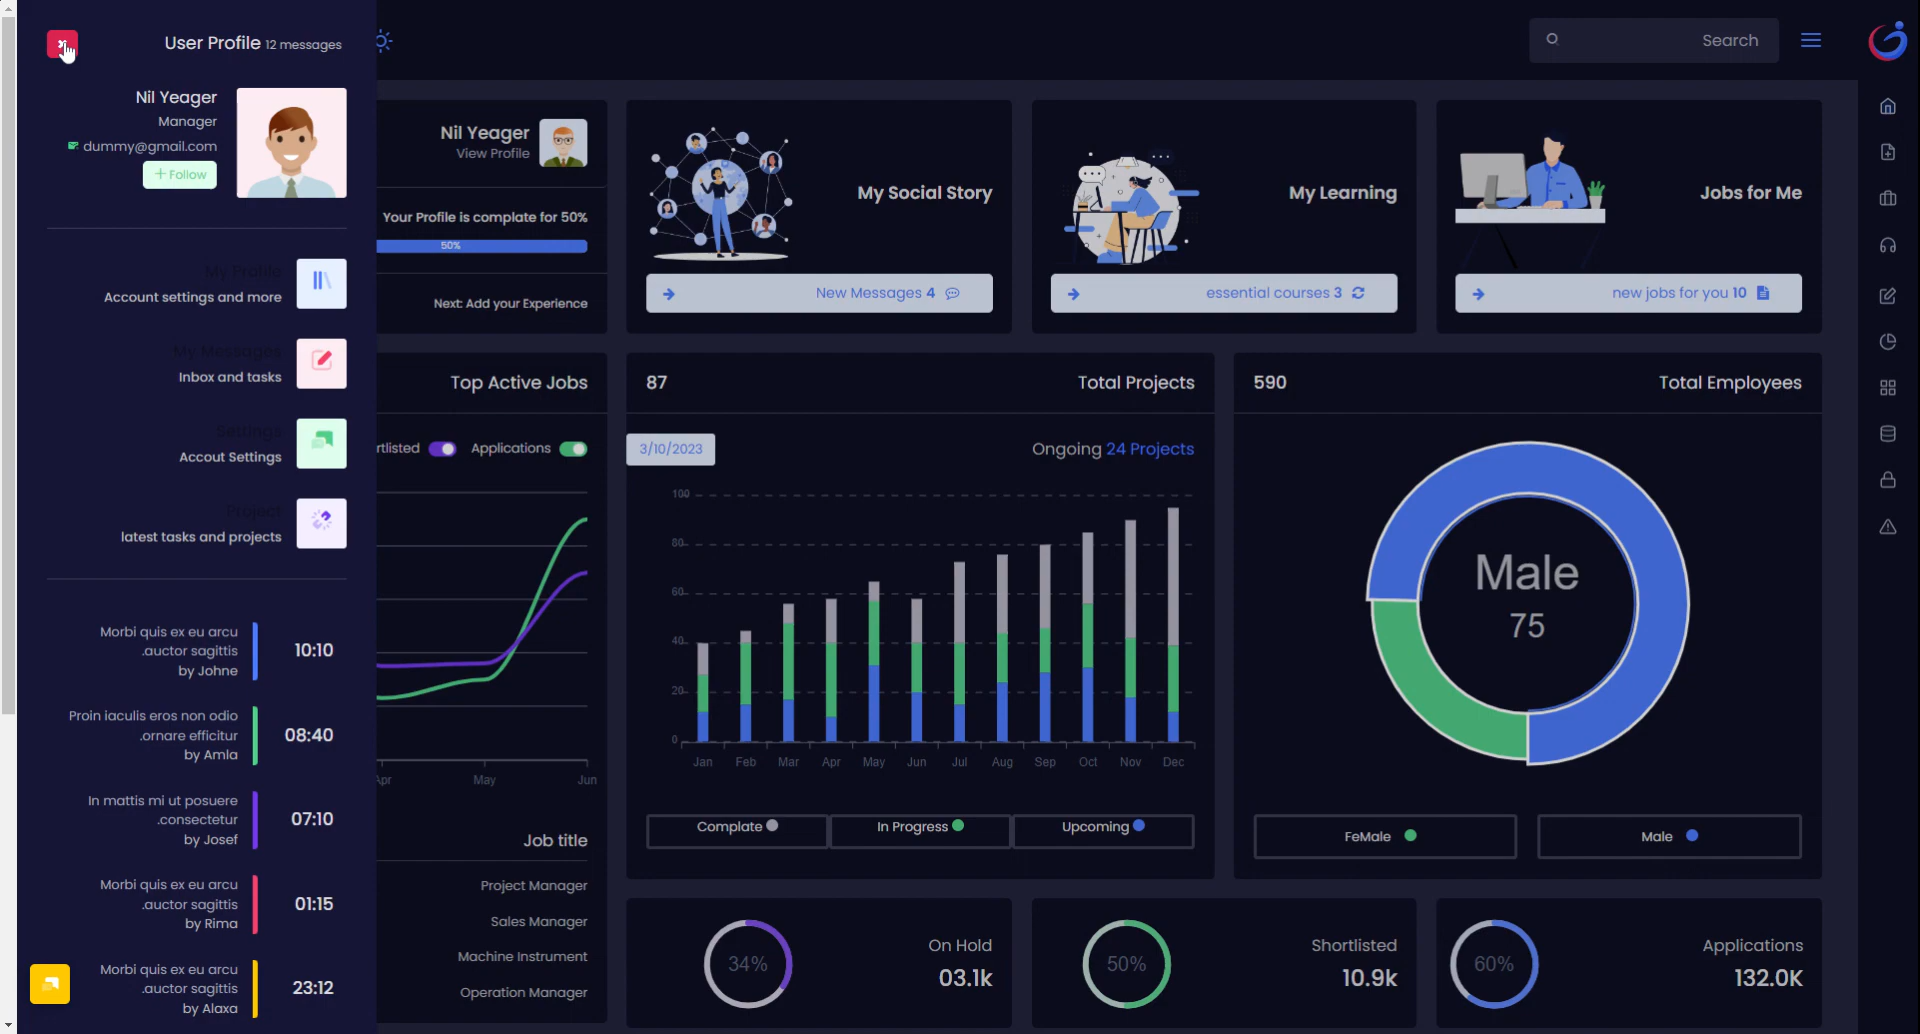 User Profile 12 messages
Nil Yeager
Manager
dummy@gmail.com
+ Follow
My Profile
Account settings and more
My Messages
Inbox and tasks
Settings
Accout Settings
Project
latest tasks and projects
Morbi quis ex eu arcu
.auctor sagittis
by Johne
10:10
Proin iaculis eros non odio
.ornare efficitur
by Amla
08:40
In mattis mi ut posuere
.consectetur
by Josef
07:10
Morbi quis ex eu arcu
.auctor sagittis
by Rima
01:15
Morbi quis ex eu arcu
.auctor sagittis
by Alaxa
23:12
Search
Nil Yeager
View Profile
Your Profile is complate for 50%
50%
Next: Add your Experience
My Social Story
New Messages 4
My Learning
essential courses 3
Jobs for Me
new jobs for you 10
Top Active Jobs
rtlisted
Applications
Apr
May
Jun
Job title
Project Manager
Sales Manager
Machine Instrument
Operation Manager
87
Total Projects
3/10/2023
Ongoing 24 Projects
100
80
60
40
20
0
Jan Feb Mar Apr May Jun Jul Aug Sep Oct Nov Dec
Complate
In Progress
Upcoming
590
Total Employees
Male
75
FeMale
Male
34%
On Hold
03.1k
50%
Shortlisted
10.9k
60%
Applications
132.0K